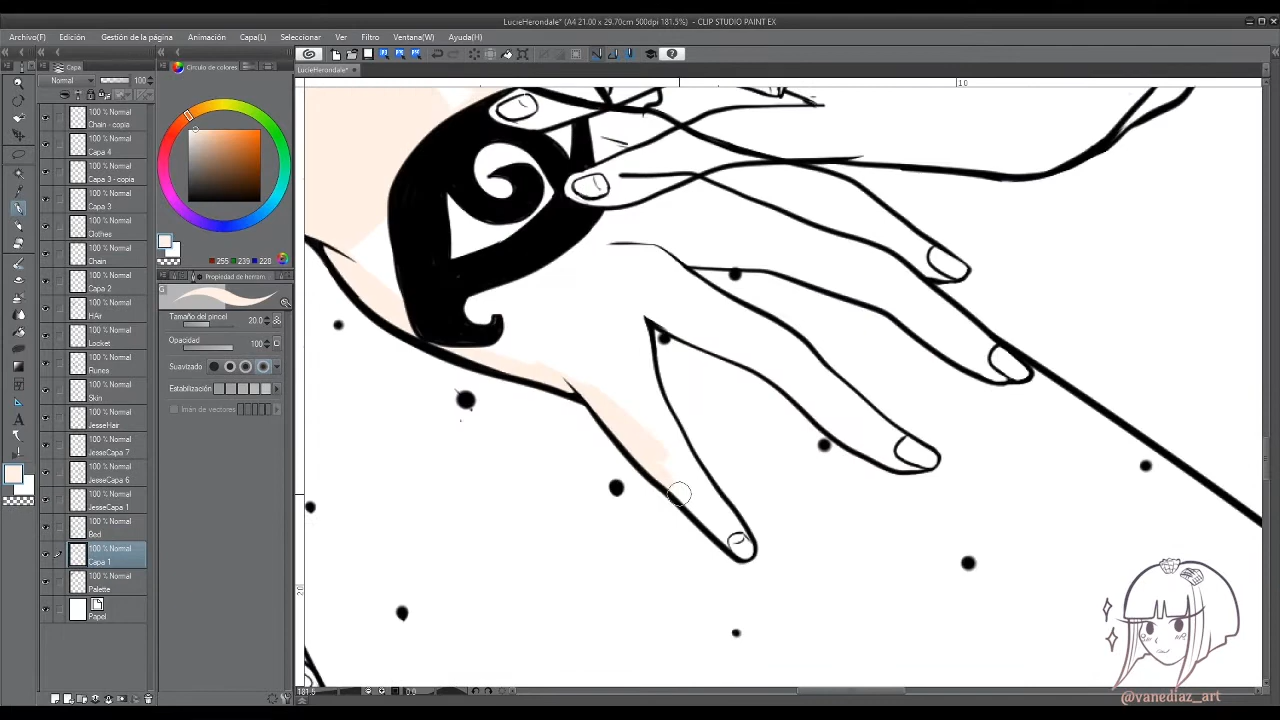 LucieHerondale* (A4 21.00 x 29.70cm 500dpi 181.5%) - CLIP STUDIO PAINT EX
Archivo(F) Edición Gestión de la página Animación Capa(L) Seleccionar Ver Filtro Ventana(W) Ayuda(H)
Capa
Círculo de colores
LucieHerondale*
Normal 100
10
100 % Normal
Chain - copia
100 % Normal
Capa 4
100 % Normal
Capa 3 - copia
100 % Normal
Capa 3
100 % Normal
Clothes
100 % Normal
Chain
100 % Normal
Capa 2
100 % Normal
HAir
100 % Normal
Locket
100 % Normal
Runes
100 % Normal
Skin
100 % Normal
JesseHair
100 % Normal
JesseCapa 7
100 % Normal
JesseCapa 6
100 % Normal
JesseCapa 1
100 % Normal
Bed
100 % Normal
Capa 1
100 % Normal
Palette
Papel
255 239 228
Propiedad de herram
Tamaño del pincel 20.0
Opacidad 100
Suavizado
Estabilización
Imán de vectores
181.5 0.0
@vanediaz_art